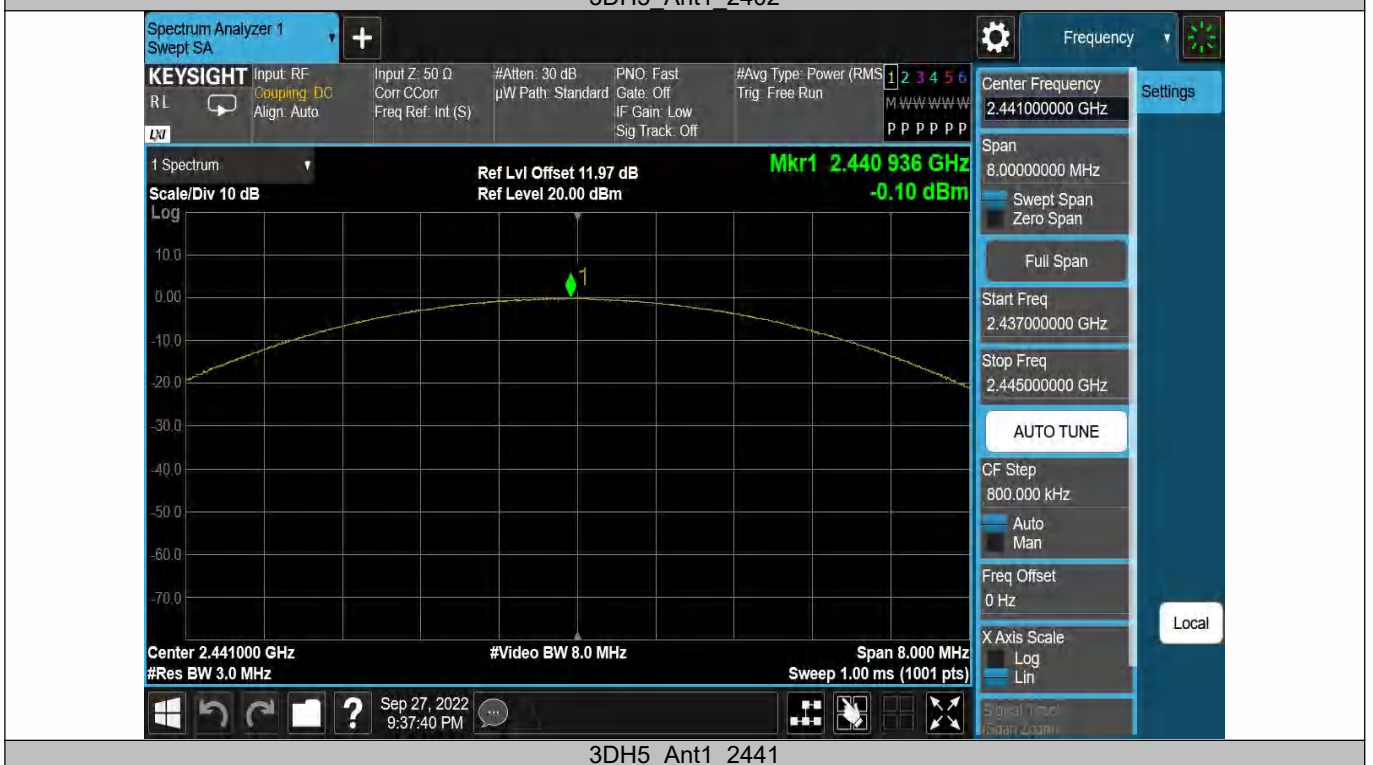 3DH5_Ant1_2402
Spectrum Analyzer 1
Swept SA
Frequency
KEYSIGHT
RL
LXI
Input: RF
Coupling: DC
Align: Auto
Input Z: 50 Ω
Corr CCorr
Freq Ref: Int (S)
#Atten: 30 dB
µW Path: Standard
PNO: Fast
Gate: Off
IF Gain: Low
Sig Track: Off
#Avg Type: Power (RMS
Trig: Free Run
1 2 3 4 5 6
M W W W W W
P P P P P P
1 Spectrum
Scale/Div 10 dB
Ref Lvl Offset 11.97 dB
Ref Level 20.00 dBm
Mkr1 2.440 936 GHz
-0.10 dBm
Log
10.0
0.00
-10.0
-20.0
-30.0
-40.0
-50.0
-60.0
-70.0
1
Center 2.441000 GHz
#Res BW 3.0 MHz
#Video BW 8.0 MHz
Span 8.000 MHz
Sweep 1.00 ms (1001 pts)
Center Frequency
2.441000000 GHz
Settings
Span
8.00000000 MHz
Swept Span
Zero Span
Full Span
Start Freq
2.437000000 GHz
Stop Freq
2.445000000 GHz
AUTO TUNE
CF Step
800.000 kHz
Auto
Man
Freq Offset
0 Hz
X Axis Scale
Log
Lin
Signal Track
(Span Zoom)
Local
?
Sep 27, 2022
9:37:40 PM
3DH5_Ant1_2441